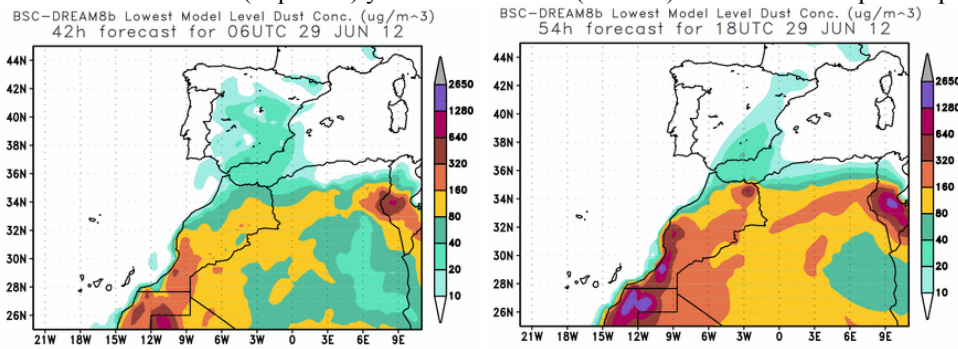 BSC-DREAM8b Lowest Model Level Dust Conc. (ug/m^3)
42h forecast for 06UTC 29 JUN 12
44N
42N
40N
38N
36N
34N
32N
30N
28N
26N
21W 18W 15W 12W 9W 6W 3W 0 3E 6E 9E
2650
1280
640
320
160
80
40
20
10
BSC-DREAM8b Lowest Model Level Dust Conc. (ug/m^3)
54h forecast for 18UTC 29 JUN 12
44N
42N
40N
38N
36N
34N
32N
30N
28N
26N
21W 18W 15W 12W 9W 6W 3W 0 3E 6E 9E
2650
1280
640
320
160
80
40
20
10